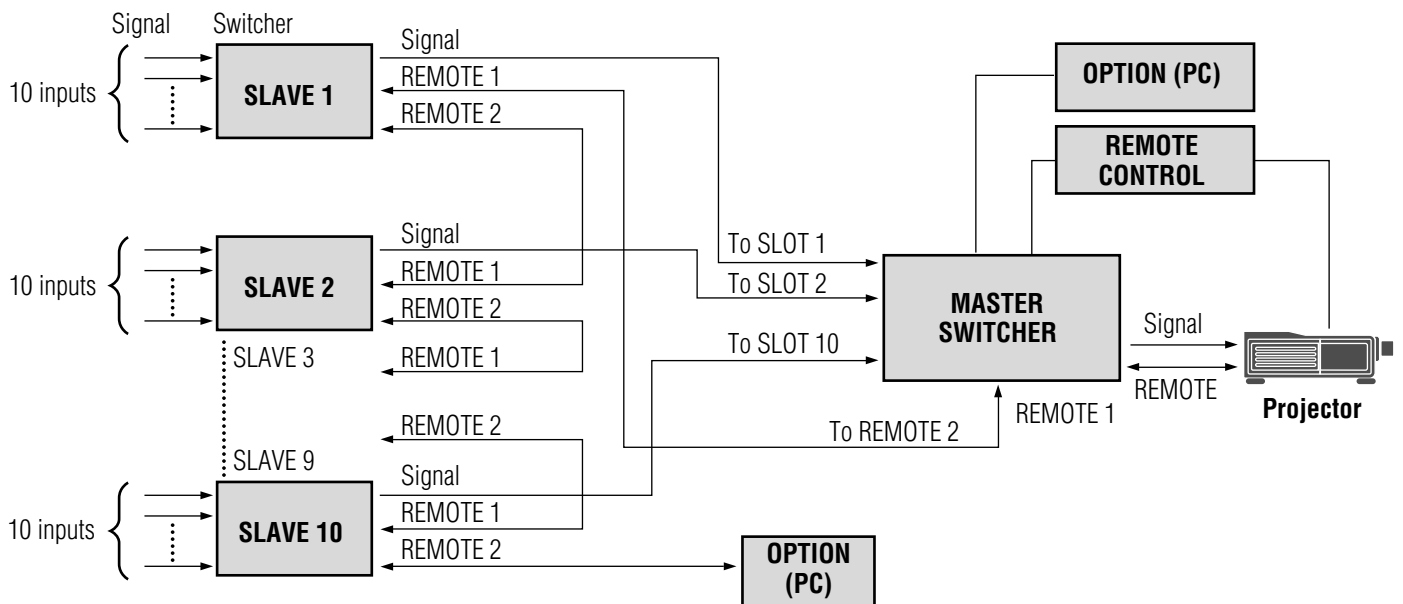 Signal
Switcher
10 inputs
SLAVE 1
Signal
REMOTE 1
REMOTE 2
10 inputs
SLAVE 2
Signal
REMOTE 1
REMOTE 2
SLAVE 3
REMOTE 1
REMOTE 2
SLAVE 9
10 inputs
SLAVE 10
Signal
REMOTE 1
REMOTE 2
OPTION
(PC)
To SLOT 1
To SLOT 2
To SLOT 10
To REMOTE 2
OPTION (PC)
REMOTE
CONTROL
MASTER
SWITCHER
REMOTE 1
Signal
REMOTE
Projector